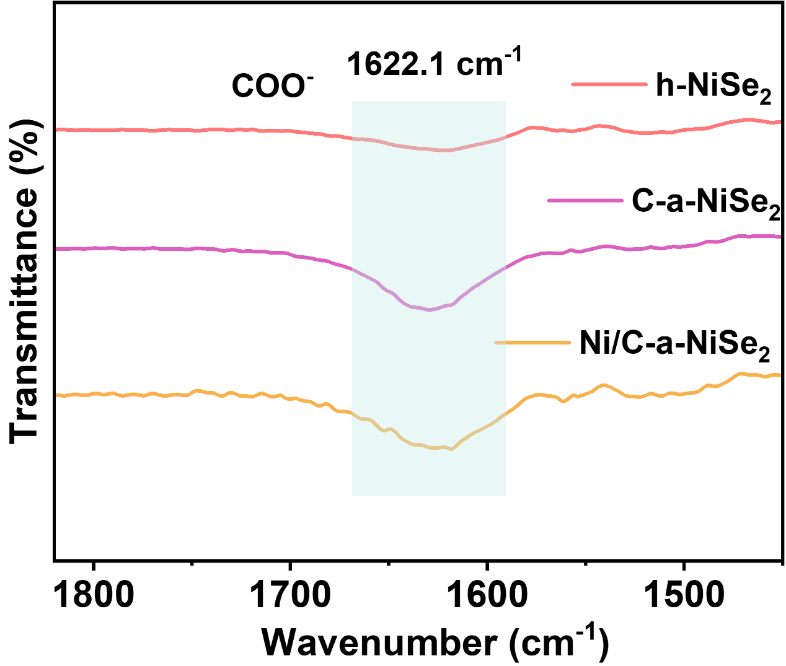 COO⁻
1622.1 cm⁻¹
h-NiSe₂
C-a-NiSe₂
Ni/C-a-NiSe₂
Transmittance (%)
1800 1700 1600 1500
Wavenumber (cm⁻¹)